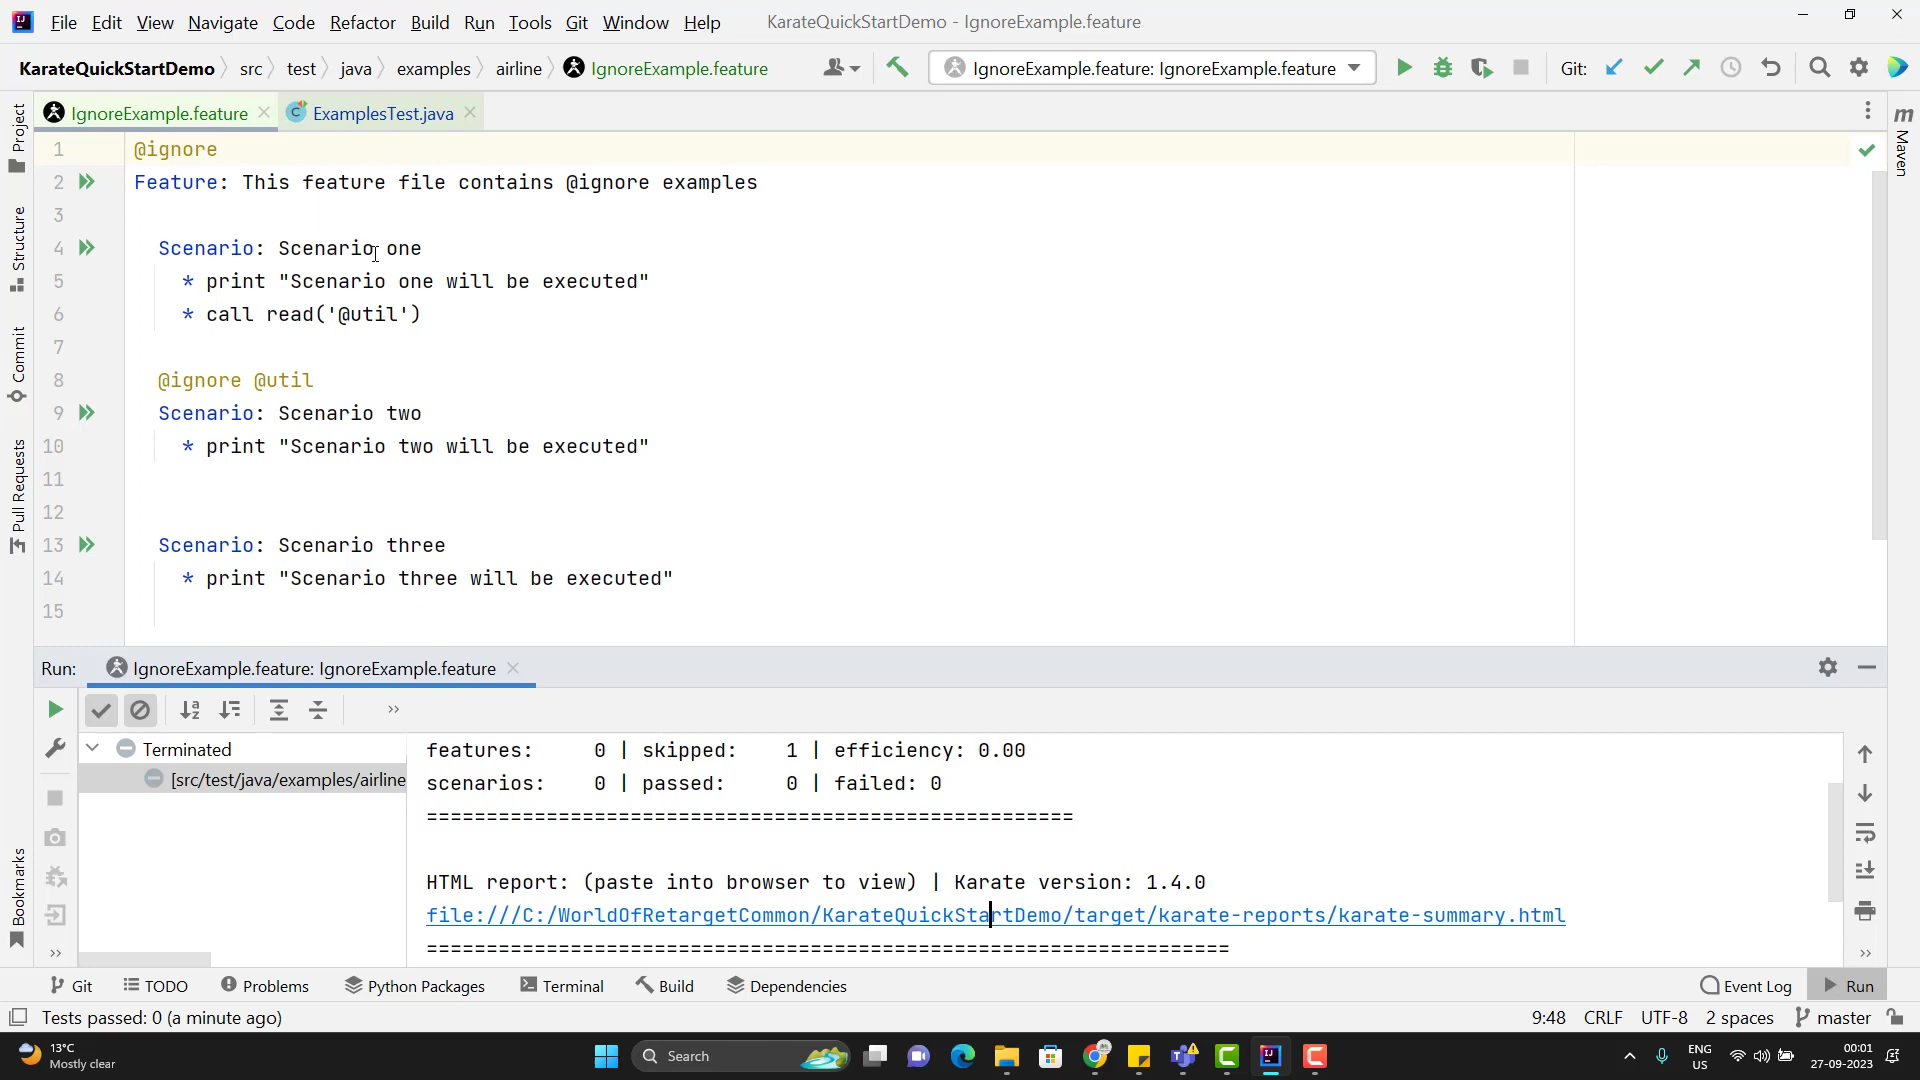 File Edit View Navigate Code Refactor Build Run Tools Git Window Help KarateQuickStartDemo - IgnoreExample.feature
KarateQuickStartDemo src test java examples airline IgnoreExample.feature IgnoreExample.feature: IgnoreExample.feature Git:
IgnoreExample.feature ExamplesTest.java
Project
Structure
Commit
Pull Requests
Bookmarks
m
Maven
1 @ignore
2 Feature: This feature file contains @ignore examples
3
4 Scenario: Scenario one
5 * print "Scenario one will be executed"
6 * call read('@util')
7
8 @ignore @util
9 Scenario: Scenario two
10 * print "Scenario two will be executed"
11
12
13 Scenario: Scenario three
14 * print "Scenario three will be executed"
15
Run: IgnoreExample.feature: IgnoreExample.feature
Terminated
[src/test/java/examples/airline
features: 0 | skipped: 1 | efficiency: 0.00
scenarios: 0 | passed: 0 | failed: 0
======================================================
HTML report: (paste into browser to view) | Karate version: 1.4.0
file:///C:/WorldOfRetargetCommon/KarateQuickStartDemo/target/karate-reports/karate-summary.html
===================================================================
Git TODO Problems Python Packages Terminal Build Dependencies Event Log Run
Tests passed: 0 (a minute ago) 9:48 CRLF UTF-8 2 spaces master
13°C
Mostly clear
Search
ENG
US
00:01
27-09-2023